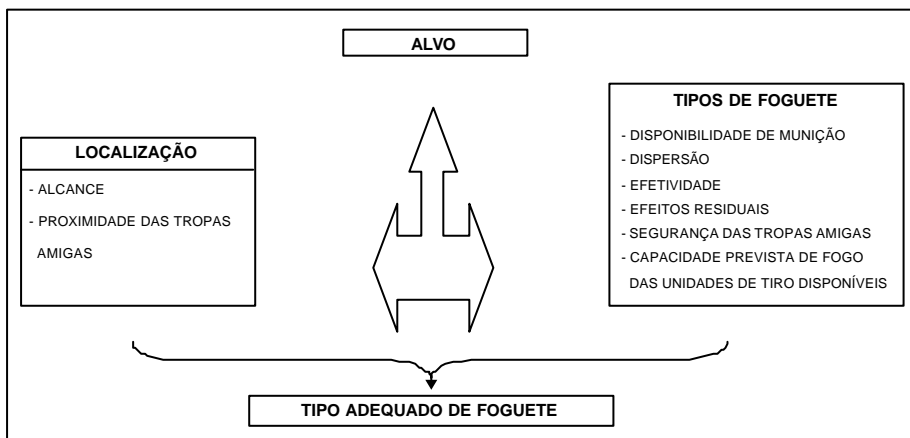 ALVO
LOCALIZAÇÃO
- ALCANCE
- PROXIMIDADE DAS TROPAS
AMIGAS
TIPOS DE FOGUETE
- DISPONIBILIDADE DE MUNIÇÃO
- DISPERSÃO
- EFETIVIDADE
- EFEITOS RESIDUAIS
- SEGURANÇA DAS TROPAS AMIGAS
- CAPACIDADE PREVISTA DE FOGO
DAS UNIDADES DE TIRO DISPONÍVEIS
TIPO ADEQUADO DE FOGUETE